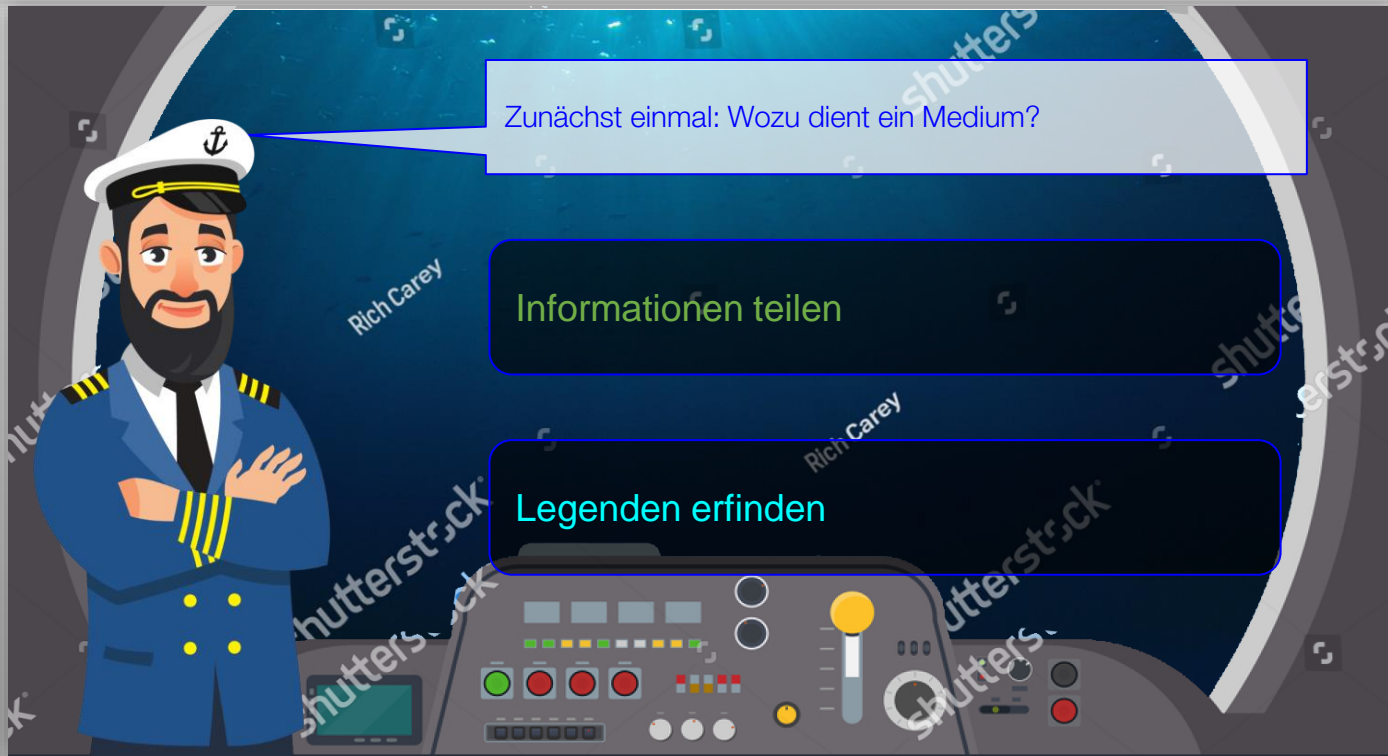 Zunächst einmal: Wozu dient ein Medium?
Rich Carey
Informationen teilen
Rich Carey
Legenden erfinden
shutterstock